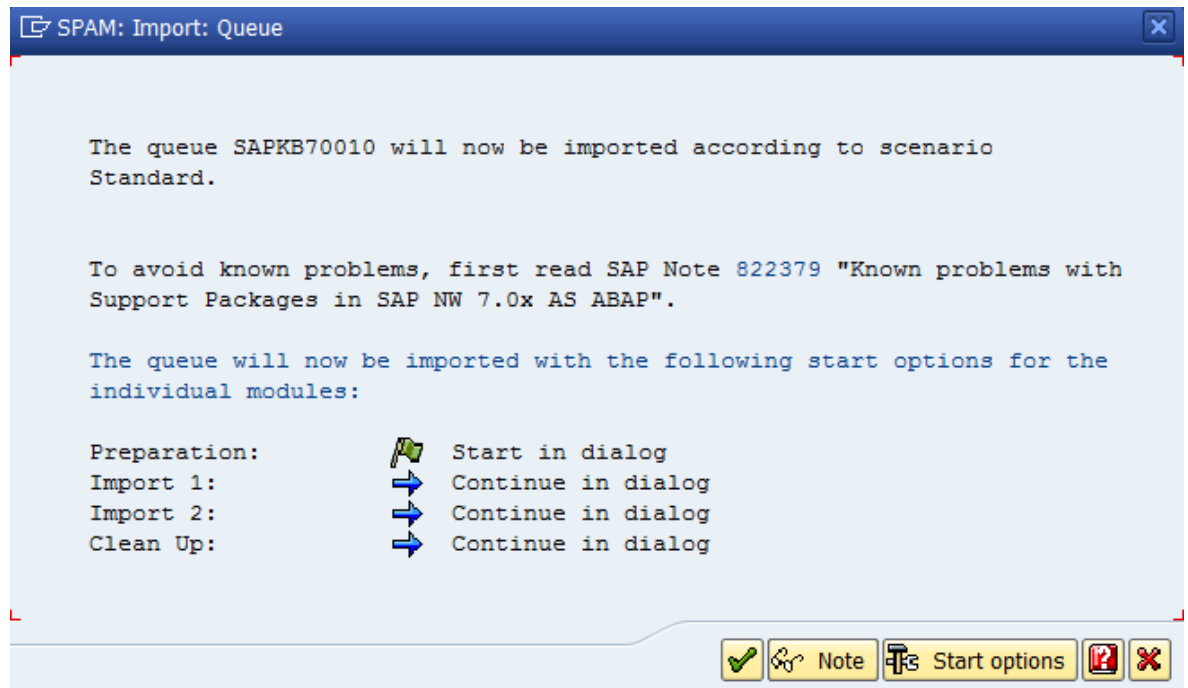 SPAM: Import: Queue
The queue SAPKB70010 will now be imported according to scenario
Standard.
To avoid known problems, first read SAP Note 822379 "Known problems with
Support Packages in SAP NW 7.0x AS ABAP".
The queue will now be imported with the following start options for the
individual modules:
Preparation: Start in dialog
Import 1: Continue in dialog
Import 2: Continue in dialog
Clean Up: Continue in dialog
Note Start options